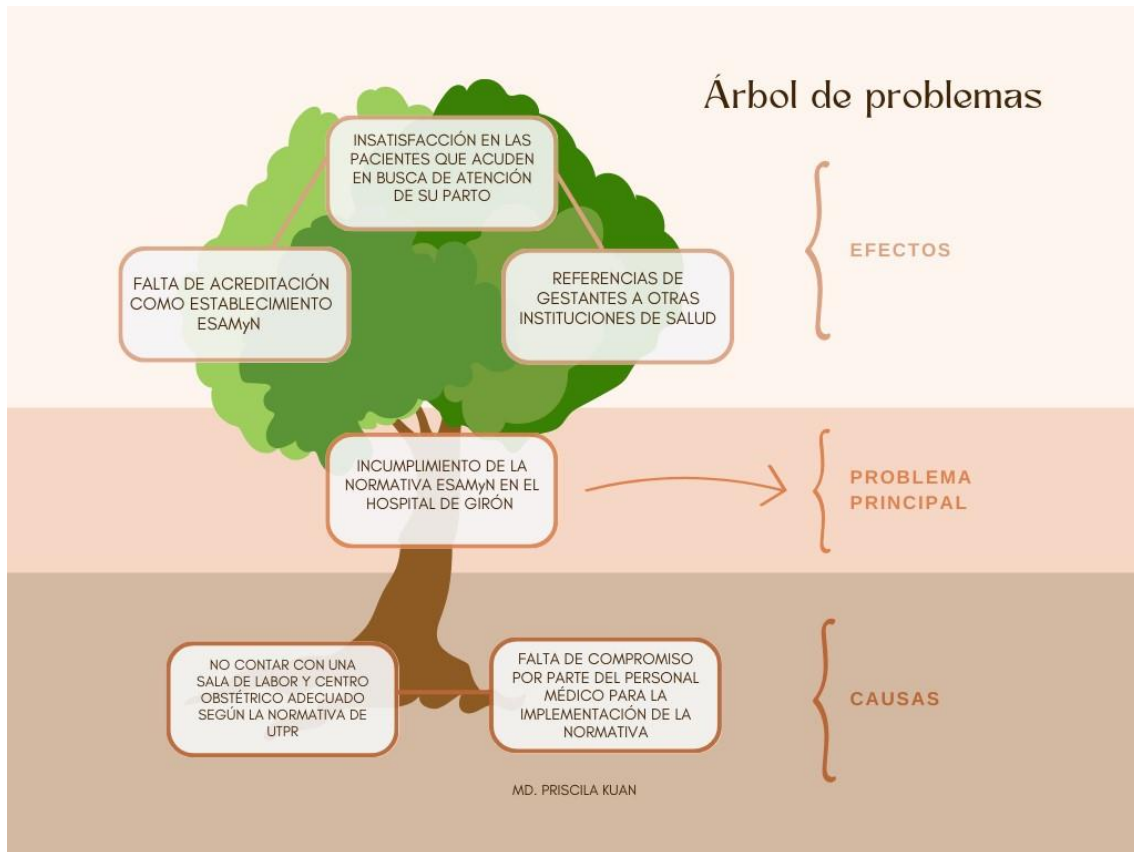 Árbol de problemas
INSATISFACCIÓN EN LAS
PACIENTES QUE ACUDEN
EN BUSCA DE ATENCIÓN
DE SU PARTO
EFECTOS
FALTA DE ACREDITACIÓN
COMO ESTABLECIMIENTO
ESAMyN
REFERENCIAS DE
GESTANTES A OTRAS
INSTITUCIONES DE SALUD
INCUMPLIMIENTO DE LA
NORMATIVA ESAMyN EN EL
HOSPITAL DE GIRÓN
PROBLEMA
PRINCIPAL
NO CONTAR CON UNA
SALA DE LABOR Y CENTRO
OBSTÉTRICO ADECUADO
SEGÚN LA NORMATIVA DE
UTPR
FALTA DE COMPROMISO
POR PARTE DEL PERSONAL
MÉDICO PARA LA
IMPLEMENTACIÓN DE LA
NORMATIVA
CAUSAS
MD. PRISCILA KUAN